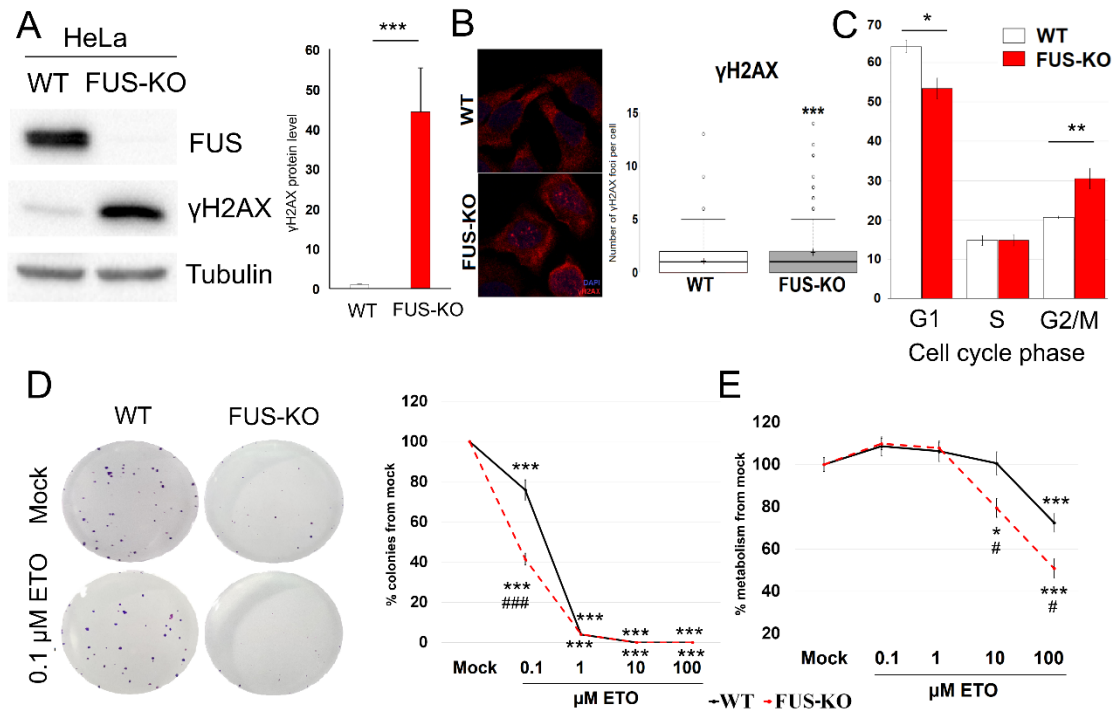 A
HeLa
WT FUS-KO
FUS
γH2AX
Tubulin
***
γH2AX protein level
60
50
40
30
20
10
0
WT
FUS-KO
B
WT
FUS-KO
DAPI
γH2AX
γH2AX
***
Number of γH2AX foci per cell
15
10
5
0
WT
FUS-KO
C
WT
FUS-KO
*
**
70
60
50
40
30
20
10
0
G1
S
G2/M
Cell cycle phase
D
WT
FUS-KO
Mock
0.1 µM ETO
% colonies from mock
120
100
80
60
40
20
0
***
***
###
***
***
***
***
***
***
Mock
0.1
1
10
100
µM ETO
E
% metabolism from mock
120
100
80
60
40
20
*
#
***
***
#
Mock
0.1
1
10
100
µM ETO
WT
FUS-KO